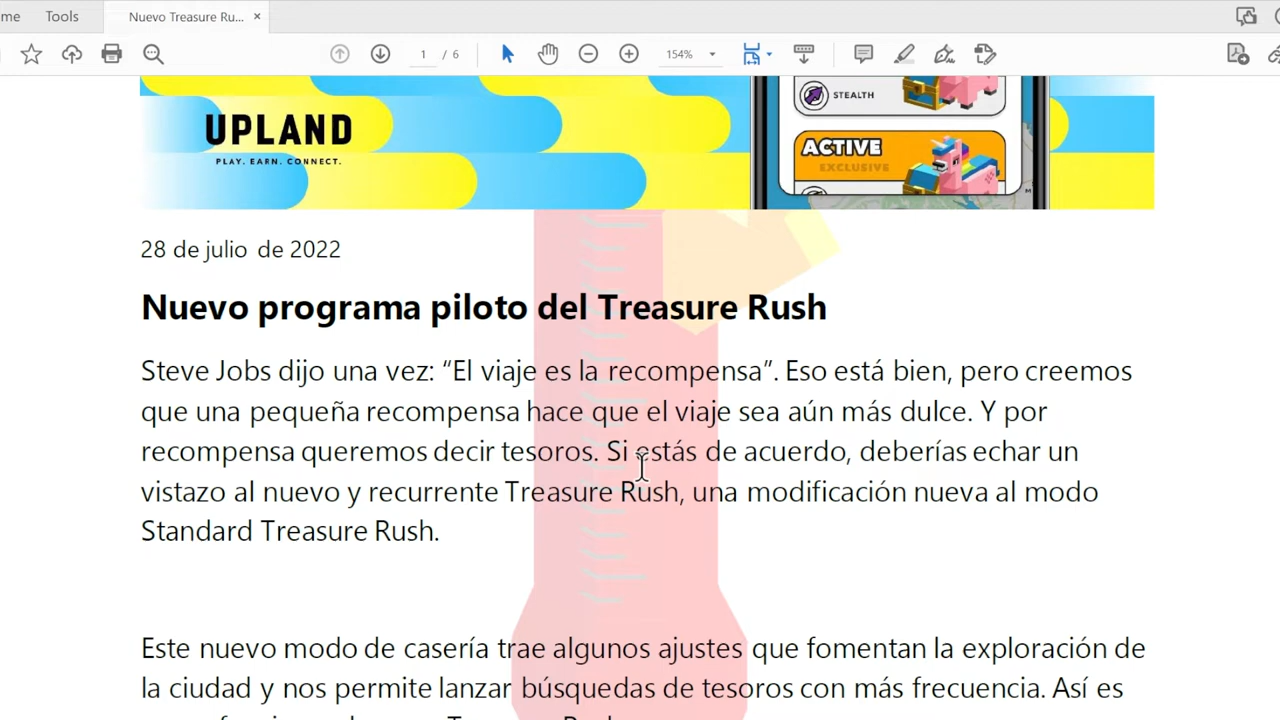 me Tools Nuevo Treasure Ru... ×
1 / 6 154%
UPLAND
PLAY. EARN. CONNECT.
STEALTH
ACTIVE
EXCLUSIVE
28 de julio de 2022
Nuevo programa piloto del Treasure Rush
Steve Jobs dijo una vez: “El viaje es la recompensa”. Eso está bien, pero creemos
que una pequeña recompensa hace que el viaje sea aún más dulce. Y por
recompensa queremos decir tesoros. Si estás de acuerdo, deberías echar un
vistazo al nuevo y recurrente Treasure Rush, una modificación nueva al modo
Standard Treasure Rush.
Este nuevo modo de casería trae algunos ajustes que fomentan la exploración de
la ciudad y nos permite lanzar búsquedas de tesoros con más frecuencia. Así es